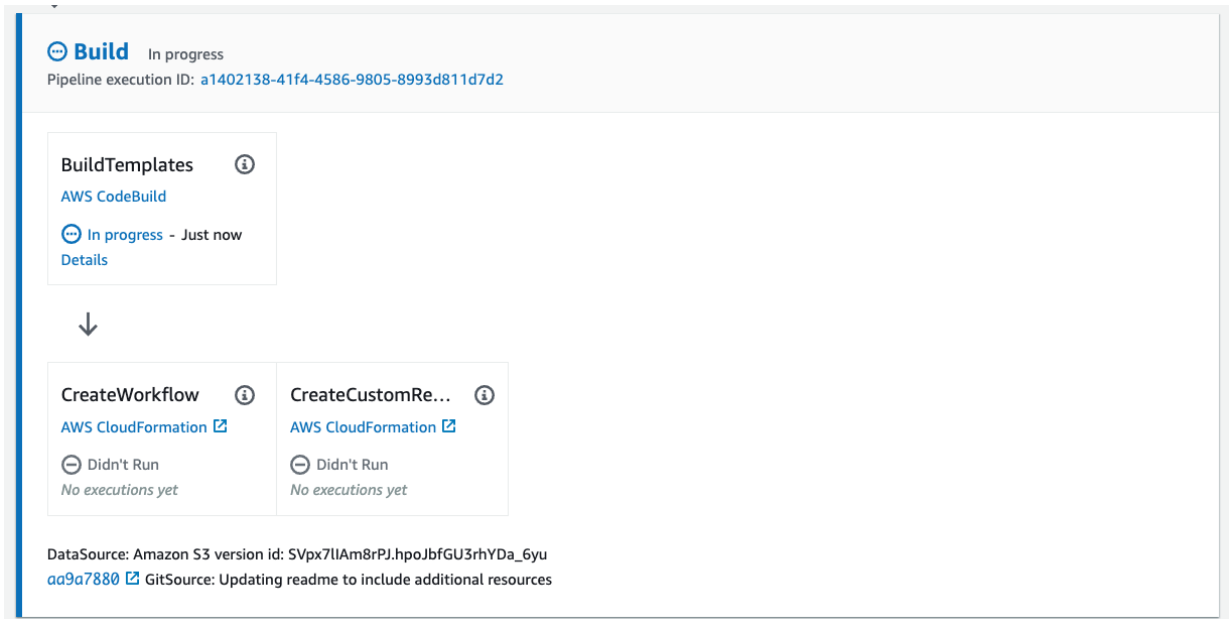 Build In progress
Pipeline execution ID: a1402138-41f4-4586-9805-8993d811d7d2
BuildTemplates
AWS CodeBuild
In progress - Just now
Details
CreateWorkflow
AWS CloudFormation
Didn't Run
No executions yet
CreateCustomRe...
AWS CloudFormation
Didn't Run
No executions yet
DataSource: Amazon S3 version id: SVpx7lIAm8rPJ.hpoJbfGU3rhYDa_6yu
aa9a7880 GitSource: Updating readme to include additional resources